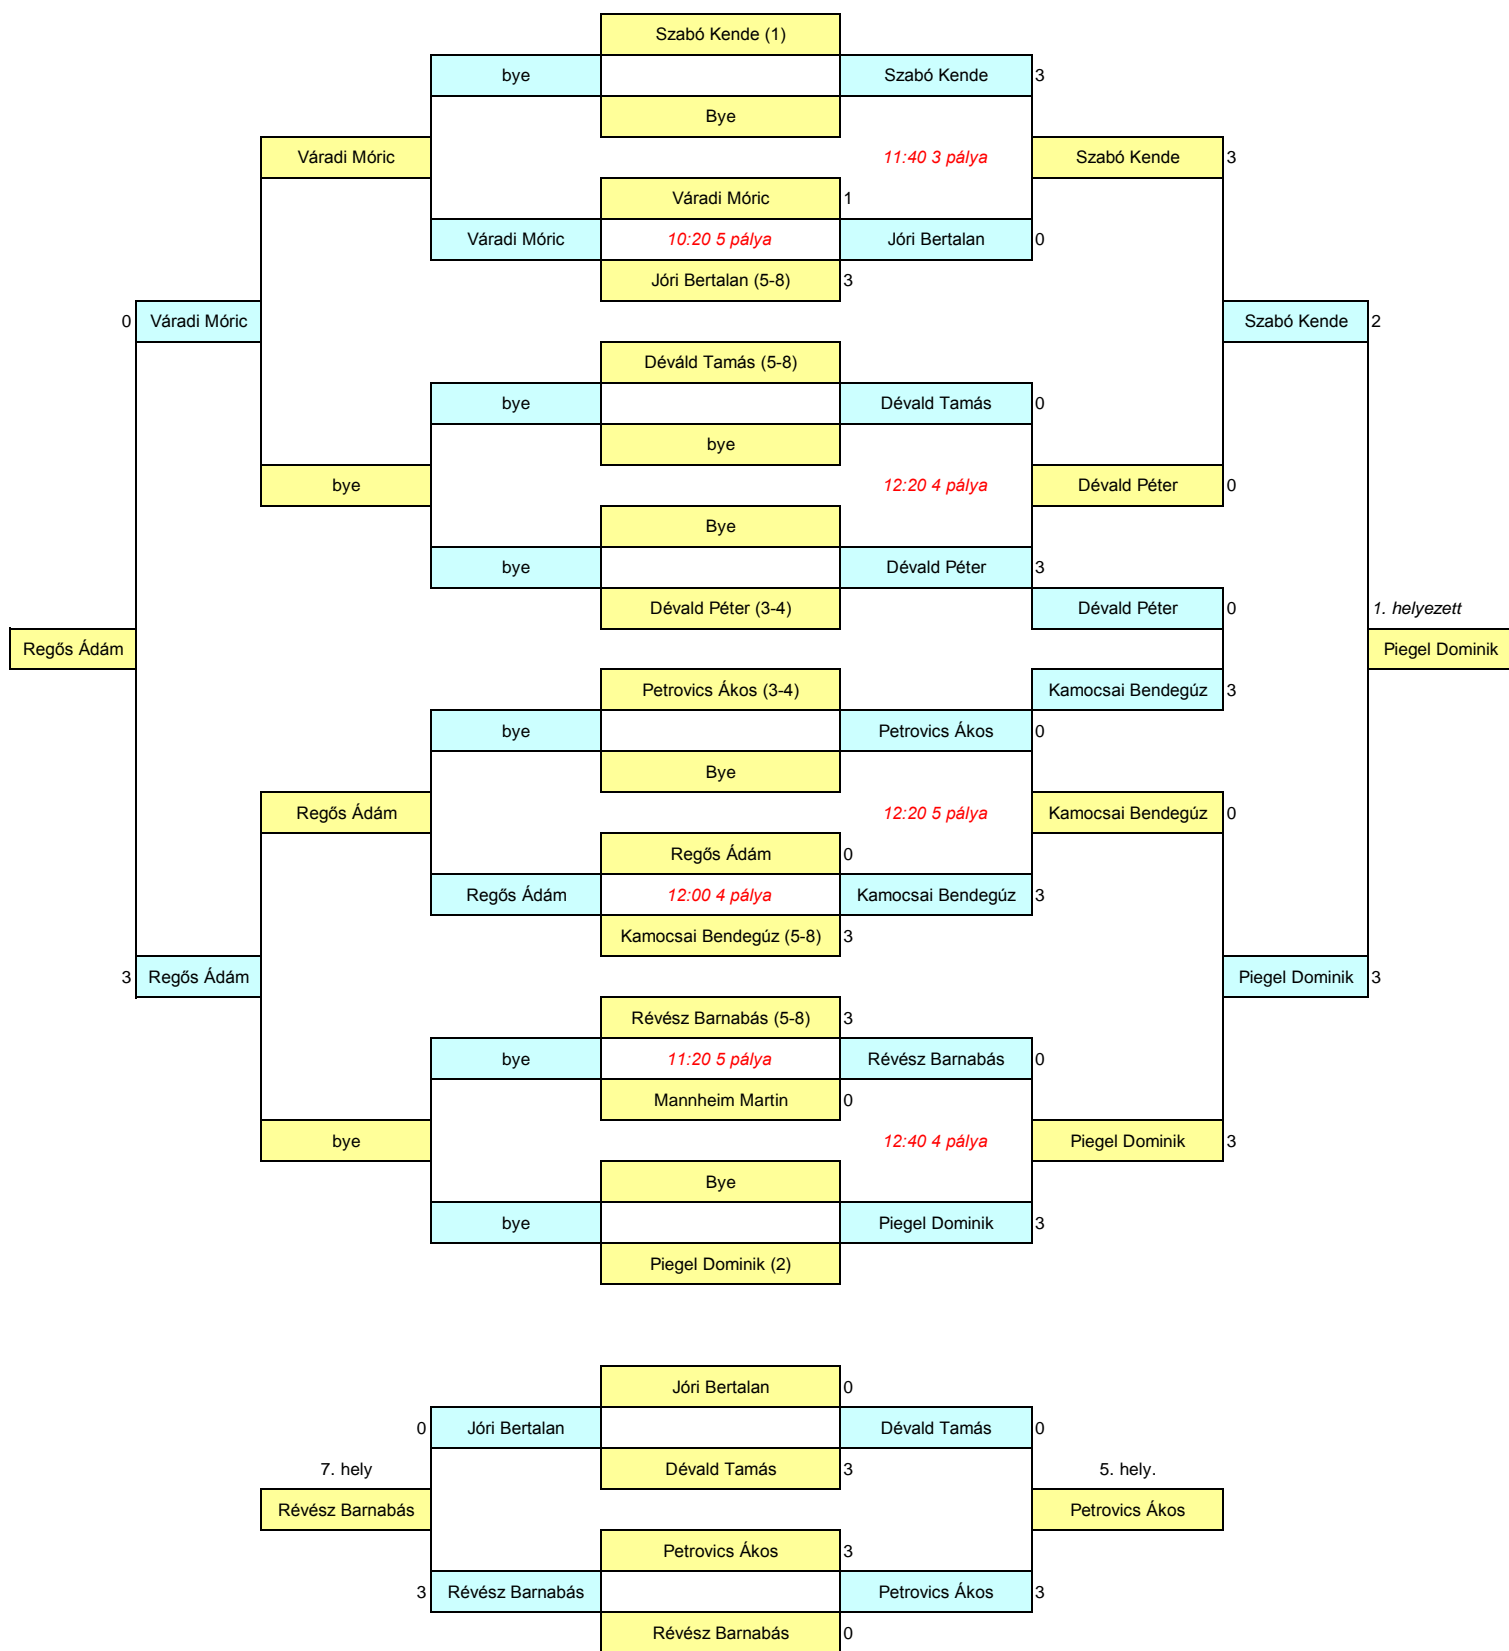 Szabó Kende (1)
bye Szabó Kende 3
Bye
Váradi Móric 11:40 3 pálya Szabó Kende 3
Váradi Móric 1
Váradi Móric 10:20 5 pálya Jóri Bertalan 0
Jóri Bertalan (5-8) 3
0 Váradi Móric Szabó Kende 2
Déváld Tamás (5-8)
bye Dévald Tamás 0
bye
bye 12:20 4 pálya Dévald Péter 0
Bye
bye Dévald Péter 3
Dévald Péter (3-4) Dévald Péter 0 1. helyezett
Regős Ádám Piegel Dominik
Petrovics Ákos (3-4) Kamocsai Bendegúz 3
bye Petrovics Ákos 0
Bye
Regős Ádám 12:20 5 pálya Kamocsai Bendegúz 0
Regős Ádám 0
Regős Ádám 12:00 4 pálya Kamocsai Bendegúz 3
Kamocsai Bendegúz (5-8) 3
3 Regős Ádám Piegel Dominik 3
Révész Barnabás (5-8) 3
bye 11:20 5 pálya Révész Barnabás 0
Mannheim Martin 0
bye 12:40 4 pálya Piegel Dominik 3
Bye
bye Piegel Dominik 3
Piegel Dominik (2)
Jóri Bertalan 0
0 Jóri Bertalan Dévald Tamás 0
7. hely Dévald Tamás 3 5. hely.
Révész Barnabás Petrovics Ákos
Petrovics Ákos 3
3 Révész Barnabás Petrovics Ákos 3
Révész Barnabás 0